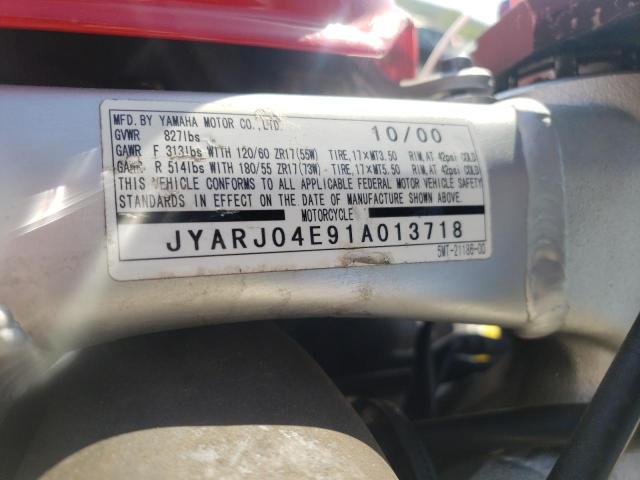 MFD. BY YAMAHA MOTOR CO.,LTD. 10/00
GVWR 827lbs
GAWR F 313lbs WITH 120/60 ZR17(55W) TIRE, 17×MT3.50 RIM, AT 42psi COLD
GAWR R 514lbs WITH 180/55 ZR17(73W) - TIRE, 17×MT5.50 RIM, AT 42psi COLD
THIS VEHICLE CONFORMS TO ALL APPLICABLE FEDERAL MOTOR VEHICLE SAFETY
STANDARDS IN EFFECT ON THE DATE OF MANUFACTURE SHOWN ABOVE.
MOTORCYCLE
JYARJ04E91A013718
5MT-21186-00